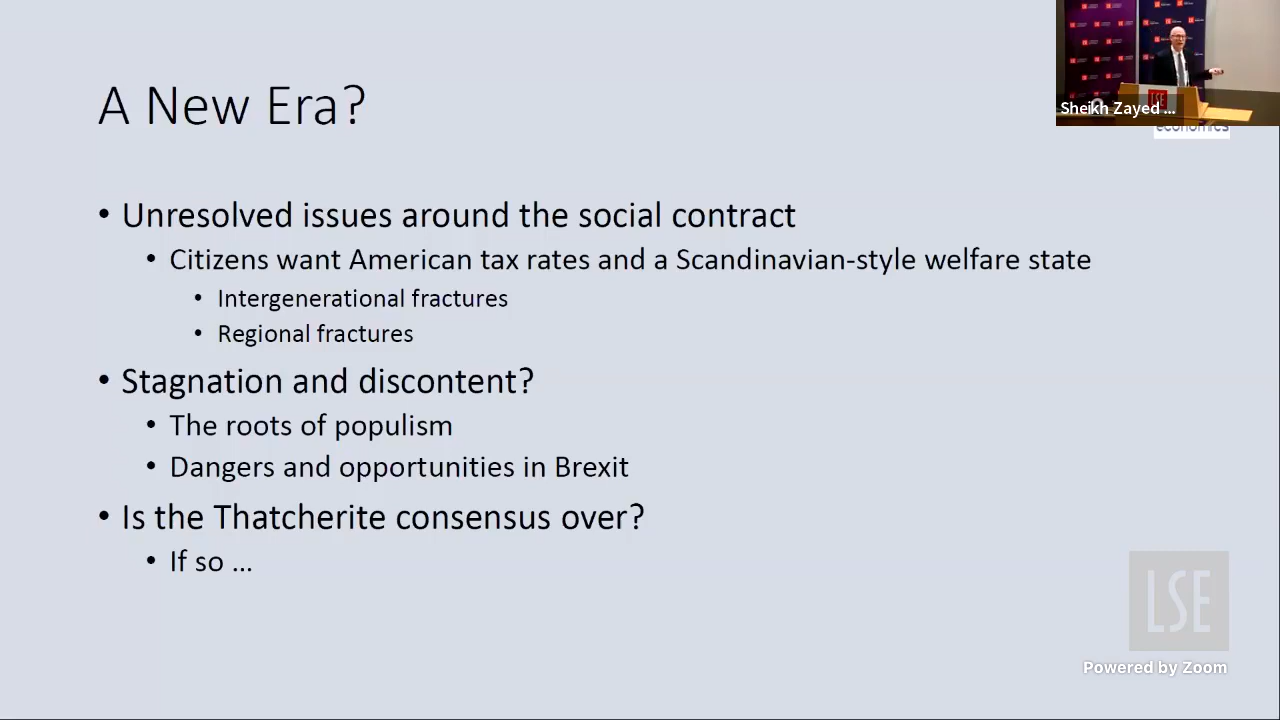 A New Era?
Sheikh Zayed ...
economics
• Unresolved issues around the social contract
• Citizens want American tax rates and a Scandinavian-style welfare state
• Intergenerational fractures
• Regional fractures
• Stagnation and discontent?
• The roots of populism
• Dangers and opportunities in Brexit
• Is the Thatcherite consensus over?
• If so ...
LSE
Powered by Zoom